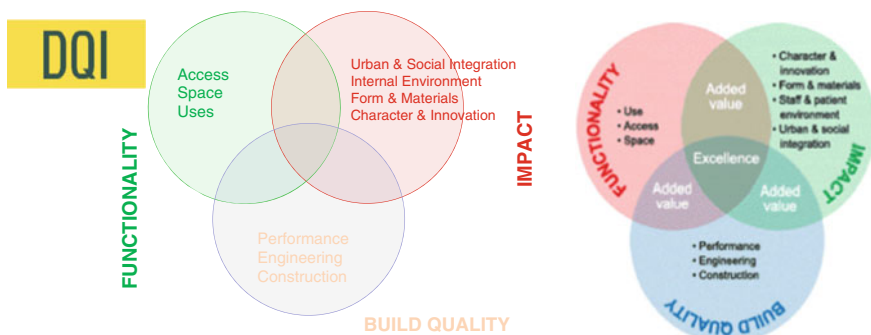 DQI
Access
Space
Uses
Urban & Social Integration
Internal Environment
Form & Materials
Character & Innovation
FUNCTIONALITY
IMPACT
Performance
Engineering
Construction
BUILD QUALITY
FUNCTIONALITY
• Use
• Access
• Space
Added
value
• Character &
innovation
• Form & materials
• Staff & patient
environment
• Urban & social
integration
IMPACT
Excellence
Added
value
Added
value
• Performance
• Engineering
• Construction
BUILD QUALITY